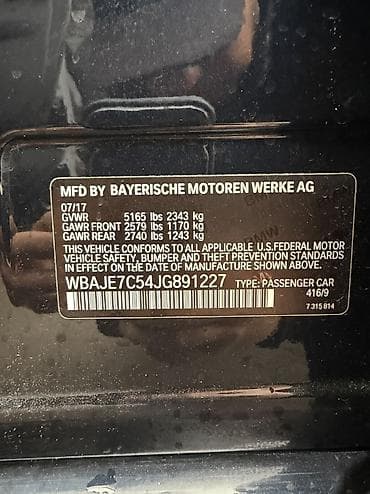 MFD BY BAYERISCHE MOTOREN WERKE AG
07/17
GVWR 5165 lbs 2343 kg
GAWR FRONT 2579 lbs 1170 kg
GAWR REAR 2740 lbs 1243 kg
THIS VEHICLE CONFORMS TO ALL APPLICABLE U.S.FEDERAL MOTOR
VEHICLE SAFETY, BUMPER AND THEFT PREVENTION STANDARDS
IN EFFECT ON THE DATE OF MANUFACTURE SHOWN ABOVE.
WBAJE7C54JG891227 TYPE: PASSENGER CAR
416/9
7 315 814